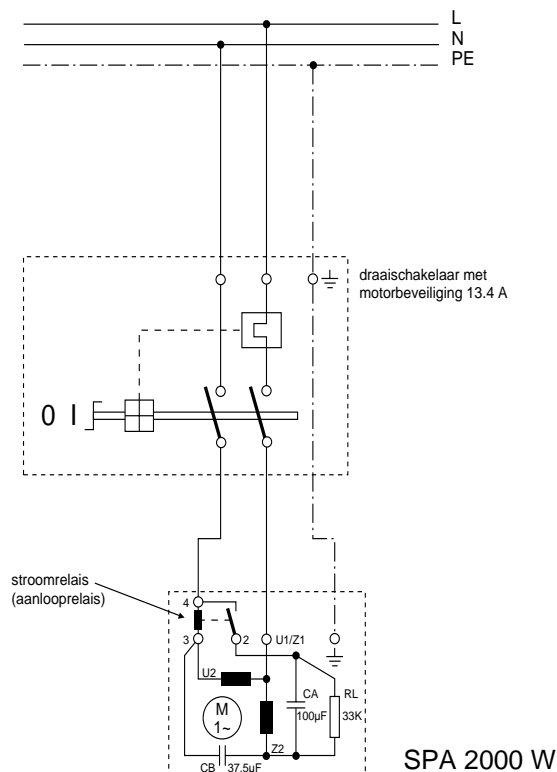 L
N
PE
draaischakelaar met
motorbeveiliging 13.4 A
0 I
stroomrelais
(aanlooprelais)
4
3
2
U1/Z1
U2
M
1~
CA
100µF
RL
33K
Z2
CB
37.5uF
SPA 2000 W